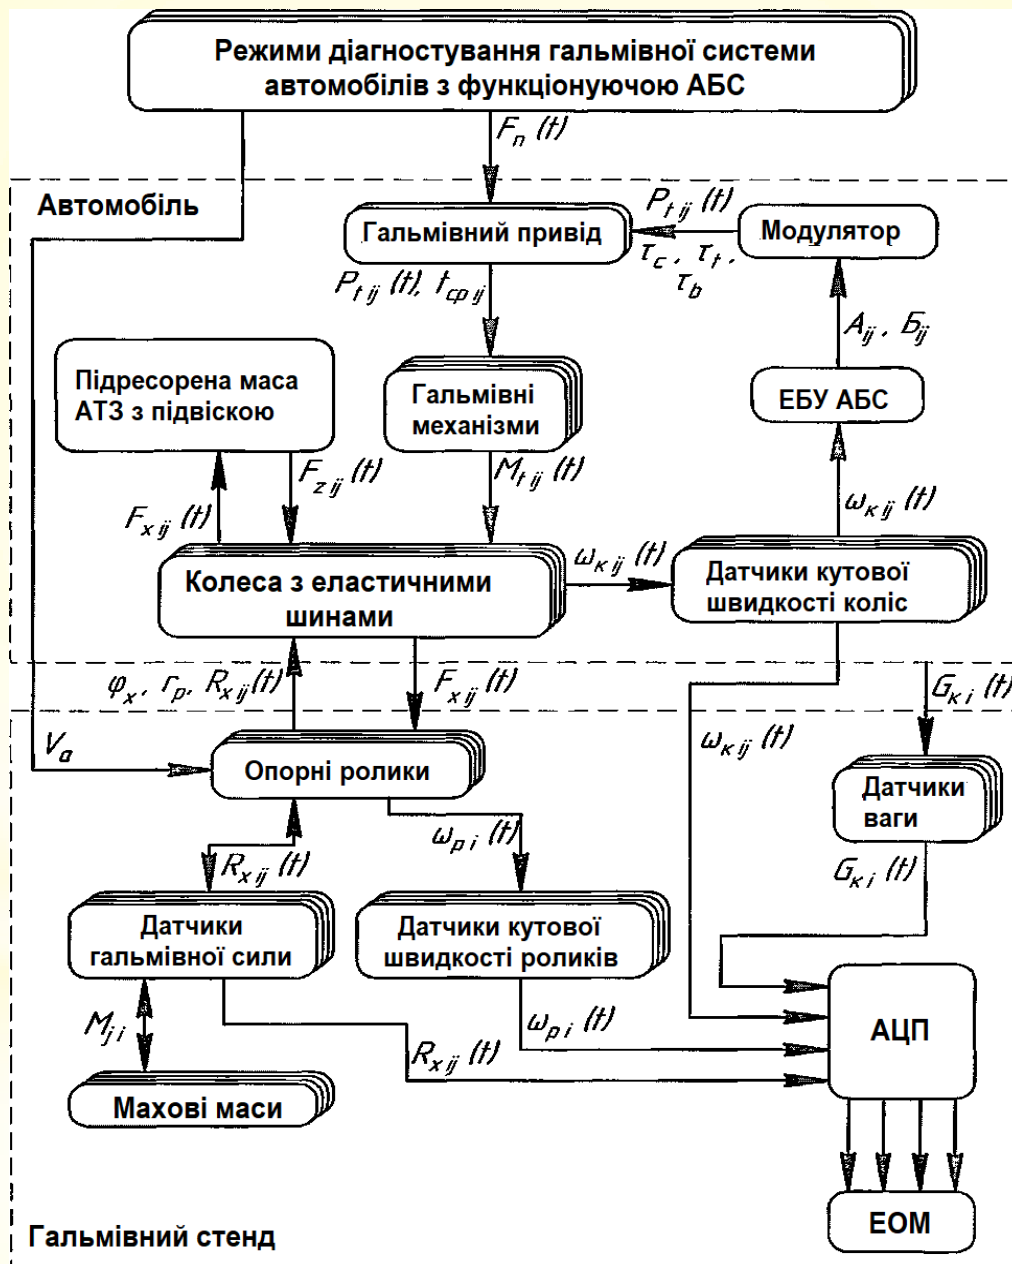 Режими діагностування гальмівної системи
автомобілів з функціонуючою АБС
Fп (t)
Автомобіль
Гальмівний привід
Pt ij (t)
Модулятор
τc , τt ,
τb
Pt ij (t), tср ij
Aij , Бij
Підресорена маса
АТЗ з підвіскою
Гальмівні
механізми
ЕБУ АБС
Fz ij (t)
Mt ij (t)
Fx ij (t)
ωк ij (t)
Колеса з еластичними
шинами
ωк ij (t)
Датчики кутової
швидкості коліс
φx , rр, Rx ij (t)
Fx ij (t)
Gк i (t)
Va
Опорні ролики
ωк ij (t)
Датчики
ваги
ωр i (t)
Rx ij (t)
Gк i (t)
Датчики
гальмівної сили
Датчики кутової
швидкості роликів
Mj i
ωр i (t)
Rx ij (t)
АЦП
Махові маси
ЕОМ
Гальмівний стенд